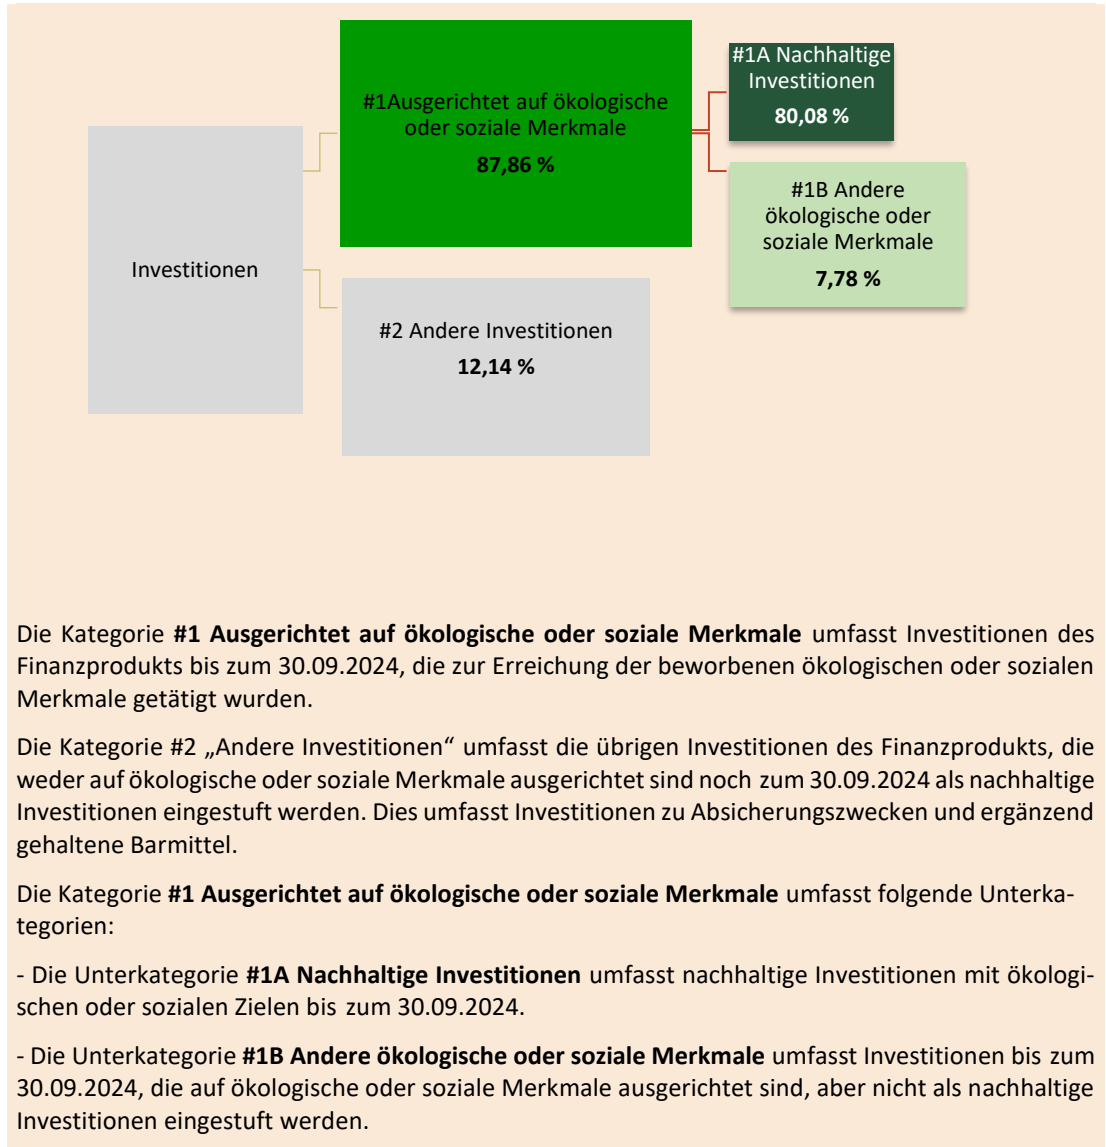 #1A Nachhaltige
Investitionen
80,08 %
#1Ausgerichtet auf ökologische
oder soziale Merkmale
87,86 %
#1B Andere
ökologische oder
soziale Merkmale
7,78 %
Investitionen
#2 Andere Investitionen
12,14 %
Die Kategorie #1 Ausgerichtet auf ökologische oder soziale Merkmale umfasst Investitionen des
Finanzprodukts bis zum 30.09.2024, die zur Erreichung der beworbenen ökologischen oder sozialen
Merkmale getätigt wurden.
Die Kategorie #2 „Andere Investitionen“ umfasst die übrigen Investitionen des Finanzprodukts, die
weder auf ökologische oder soziale Merkmale ausgerichtet sind noch zum 30.09.2024 als nachhaltige
Investitionen eingestuft werden. Dies umfasst Investitionen zu Absicherungszwecken und ergänzend
gehaltene Barmittel.
Die Kategorie #1 Ausgerichtet auf ökologische oder soziale Merkmale umfasst folgende Unterka-
tegorien:
- Die Unterkategorie #1A Nachhaltige Investitionen umfasst nachhaltige Investitionen mit ökologi-
schen oder sozialen Zielen bis zum 30.09.2024.
- Die Unterkategorie #1B Andere ökologische oder soziale Merkmale umfasst Investitionen bis zum
30.09.2024, die auf ökologische oder soziale Merkmale ausgerichtet sind, aber nicht als nachhaltige
Investitionen eingestuft werden.